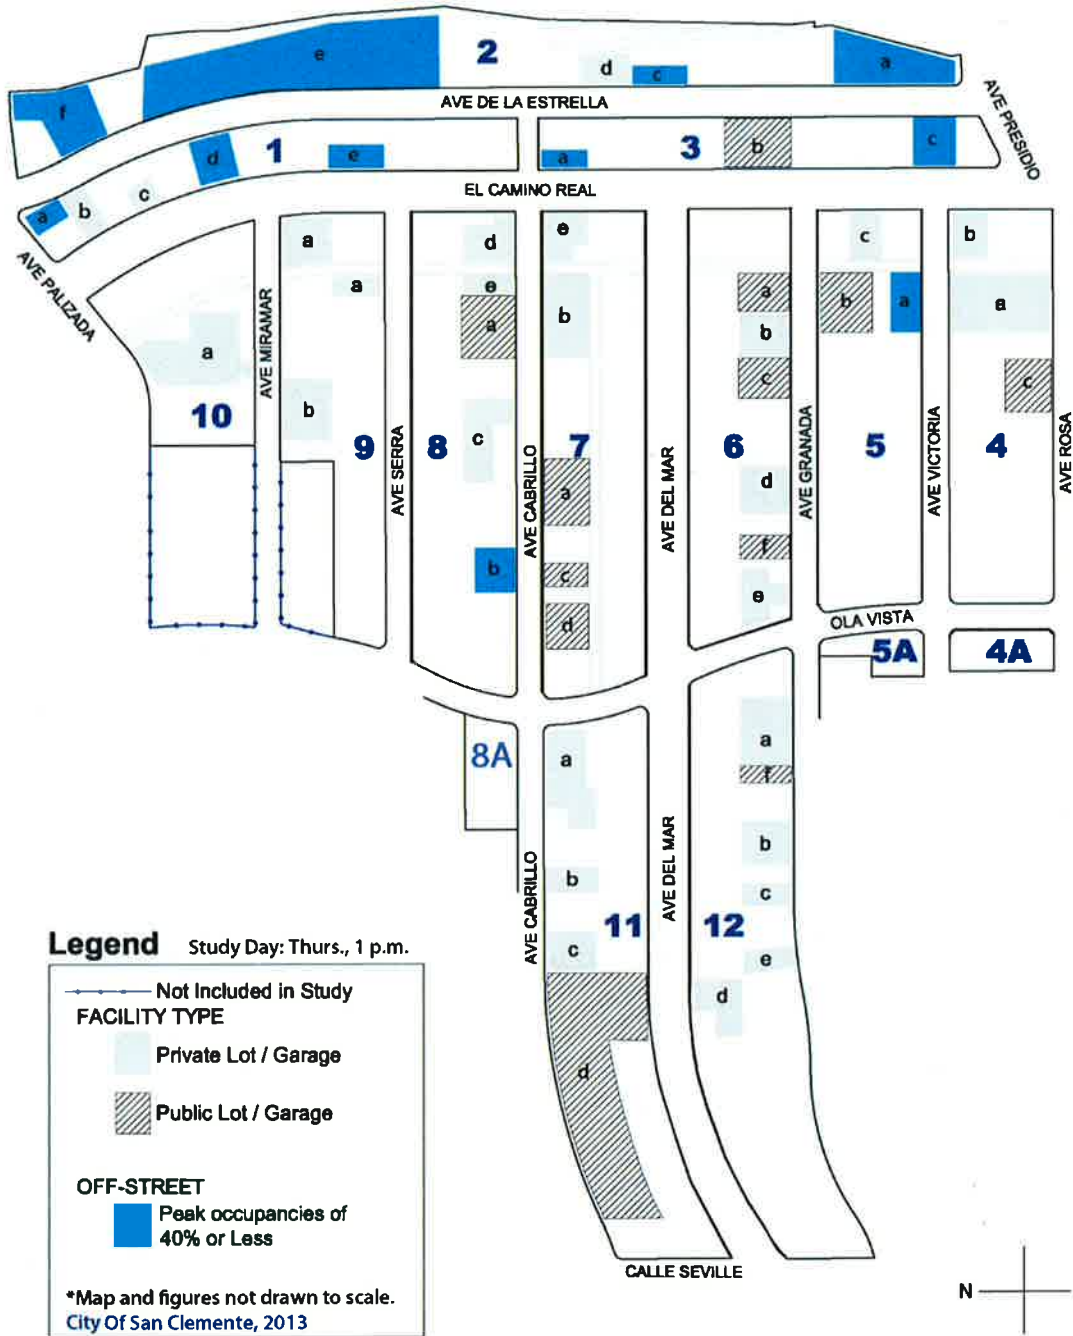 e
2
d
c
a
f
AVE DE LA ESTRELLA
AVE PRESIDIO
1
d
e
a
3
b
c
EL CAMINO REAL
a
b
c
AVE PALIZADA
a
10
AVE MIRAMAR
a
a
b
9
AVE SERRA
8
d
e
a
c
b
AVE CABRILLO
e
b
7
a
c
d
AVE DEL MAR
6
a
b
c
d
f
e
AVE GRANADA
c
b
a
5
AVE VICTORIA
b
a
c
4
AVE ROSA
OLA VISTA
5A
4A
8A
AVE CABRILLO
a
b
c
11
d
AVE DEL MAR
12
a
f
b
c
e
d
CALLE SEVILLE
Legend
Study Day: Thurs., 1 p.m.
Not Included in Study
FACILITY TYPE
Private Lot / Garage
Public Lot / Garage
OFF-STREET
Peak occupancies of
40% or Less
*Map and figures not drawn to scale.
City Of San Clemente, 2013
N